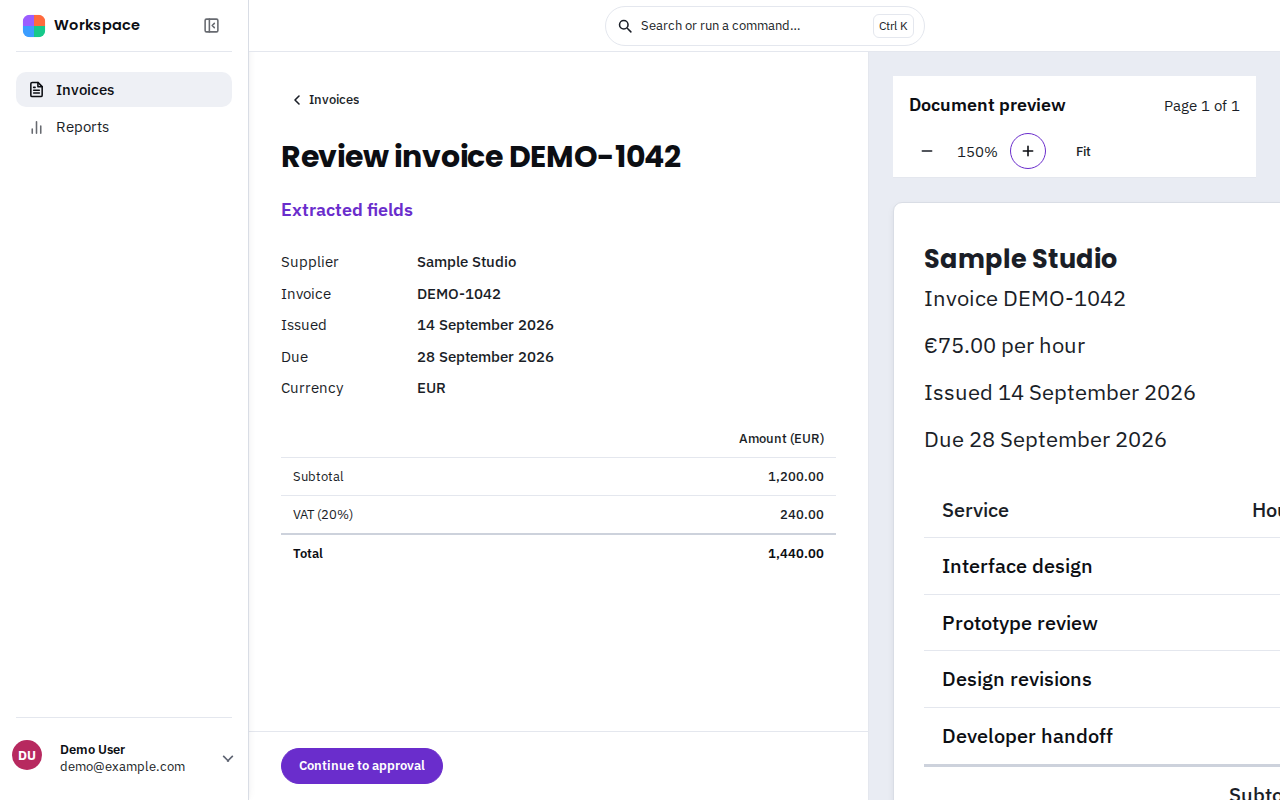 Workspace
Search or run a command...
Ctrl K
Invoices
Reports
Demo User
DU
demo@example.com
Invoices
Review invoice DEMO-1042
Extracted fields
Supplier Sample Studio
Invoice DEMO-1042
Issued 14 September 2026
Due 28 September 2026
Currency EUR
Amount (EUR)
Subtotal 1,200.00
VAT (20%) 240.00
Total 1,440.00
Continue to approval
Document preview Page 1 of 1
150% Fit
Sample Studio
Invoice DEMO-1042
€75.00 per hour
Issued 14 September 2026
Due 28 September 2026
Service
Interface design
Prototype review
Design revisions
Developer handoff